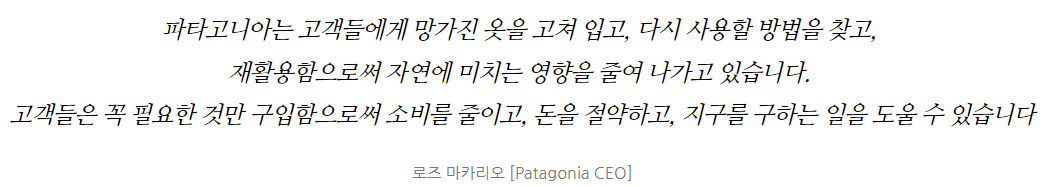 파타고니아는 고객들에게 망가진 옷을 고쳐 입고, 다시 사용할 방법을 찾고,
재활용함으로써 자연에 미치는 영향을 줄여 나가고 있습니다.
고객들은 꼭 필요한 것만 구입함으로써 소비를 줄이고, 돈을 절약하고, 지구를 구하는 일을 도울 수 있습니다
로즈 마카리오 [Patagonia CEO]